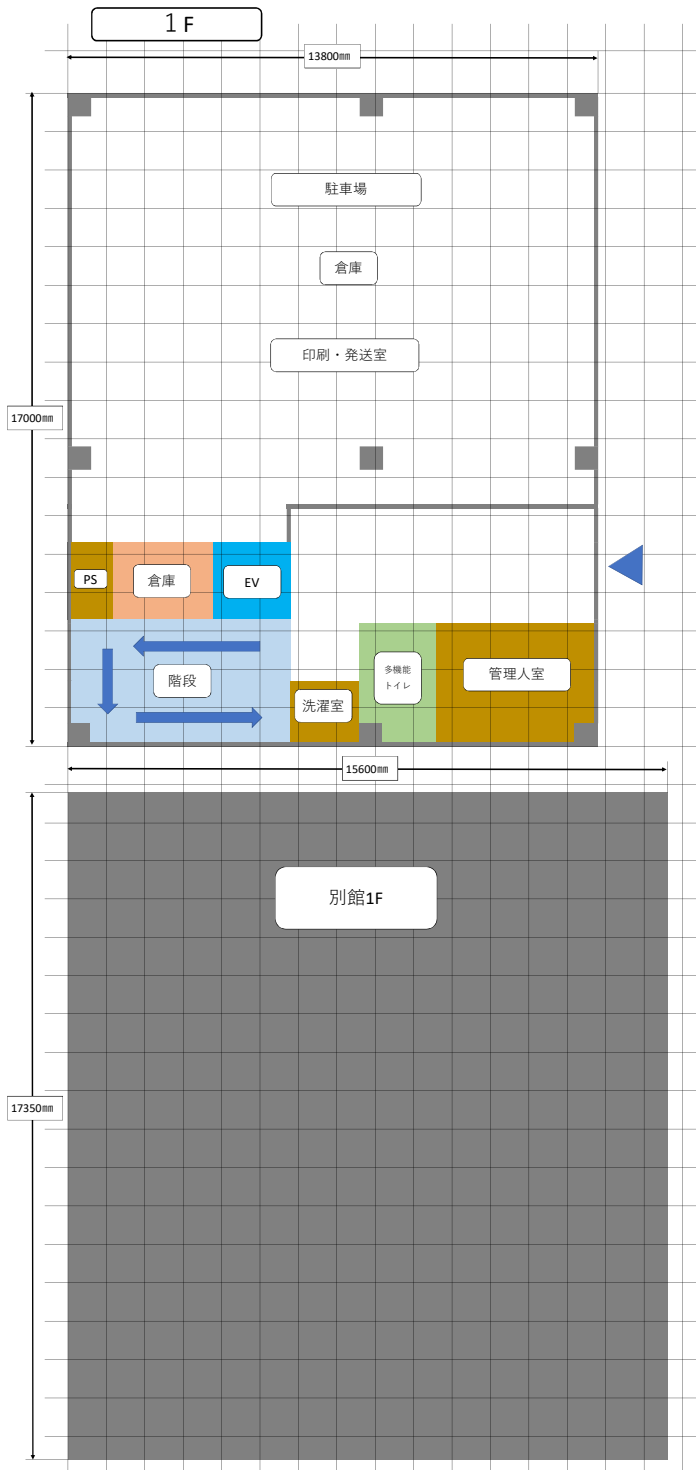 １F
13800㎜
駐車場
倉庫
印刷・発送室
17000㎜
PS
倉庫
EV
階段
洗濯室
多機能
トイレ
管理人室
15600㎜
別館1F
17350㎜